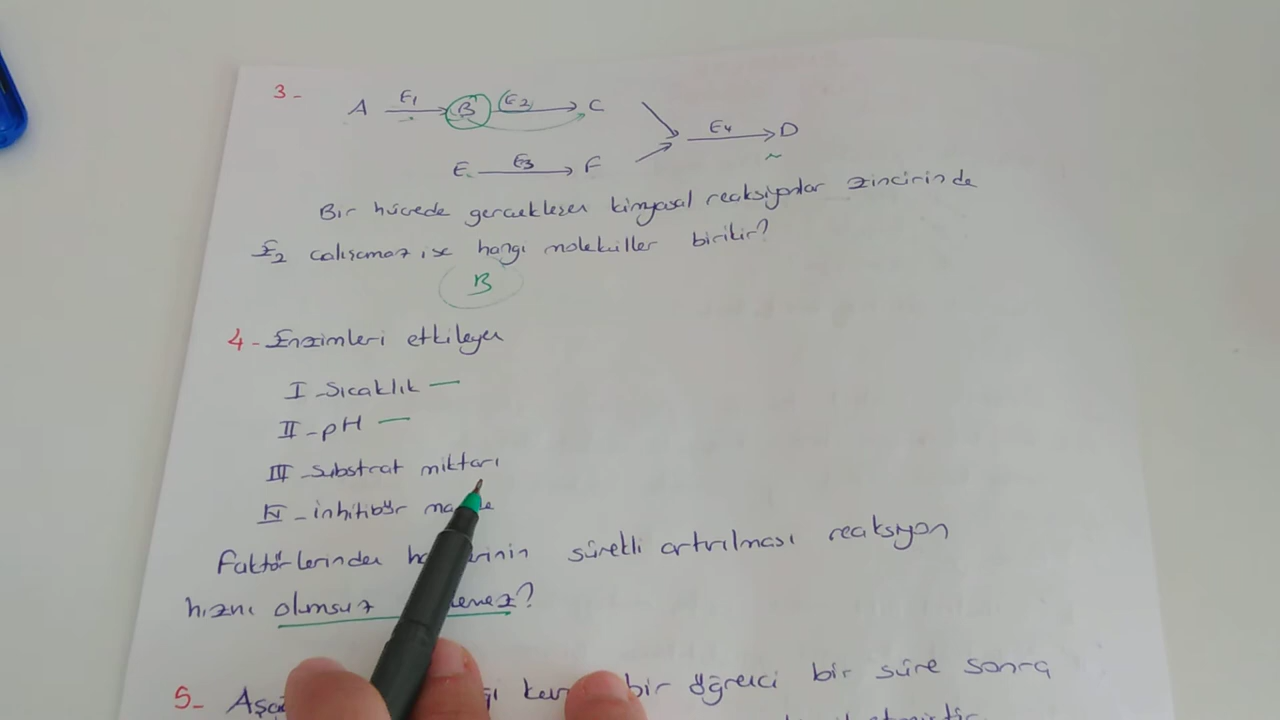 3-
A E1 B E2 C
E4 D
E E3 F
Bir hücrede gerçekleşen kimyasal reaksiyonlar zincirinde
E2 çalışamaz ise hangi moleküller birikir?
B
4- Enzimleri etkileyen
I - Sıcaklık
II - pH
III - Substrat miktarı
IV - inhibitör
Faktörlerinden sürekli artırılması reaksiyon
hızını olumsuz ?
5- bir öğrenci bir süre sonra